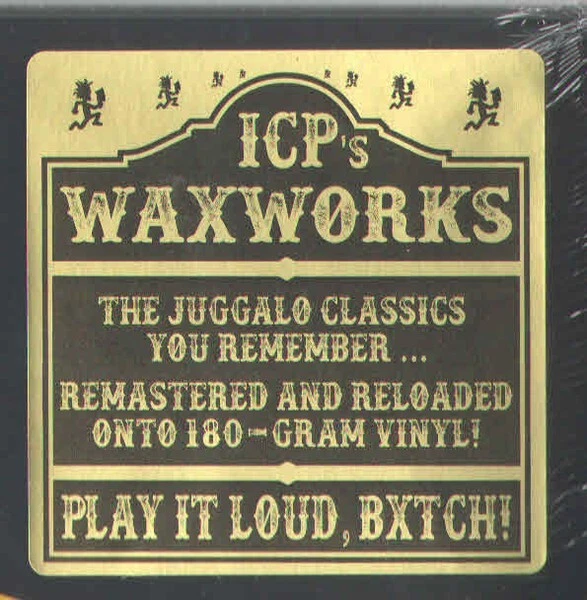 ICP's
WAXWORKS
THE JUGGALO CLASSICS
YOU REMEMBER ...
REMASTERED AND RELOADED
ONTO 180-GRAM VINYL!
PLAY IT LOUD, BXTCH!